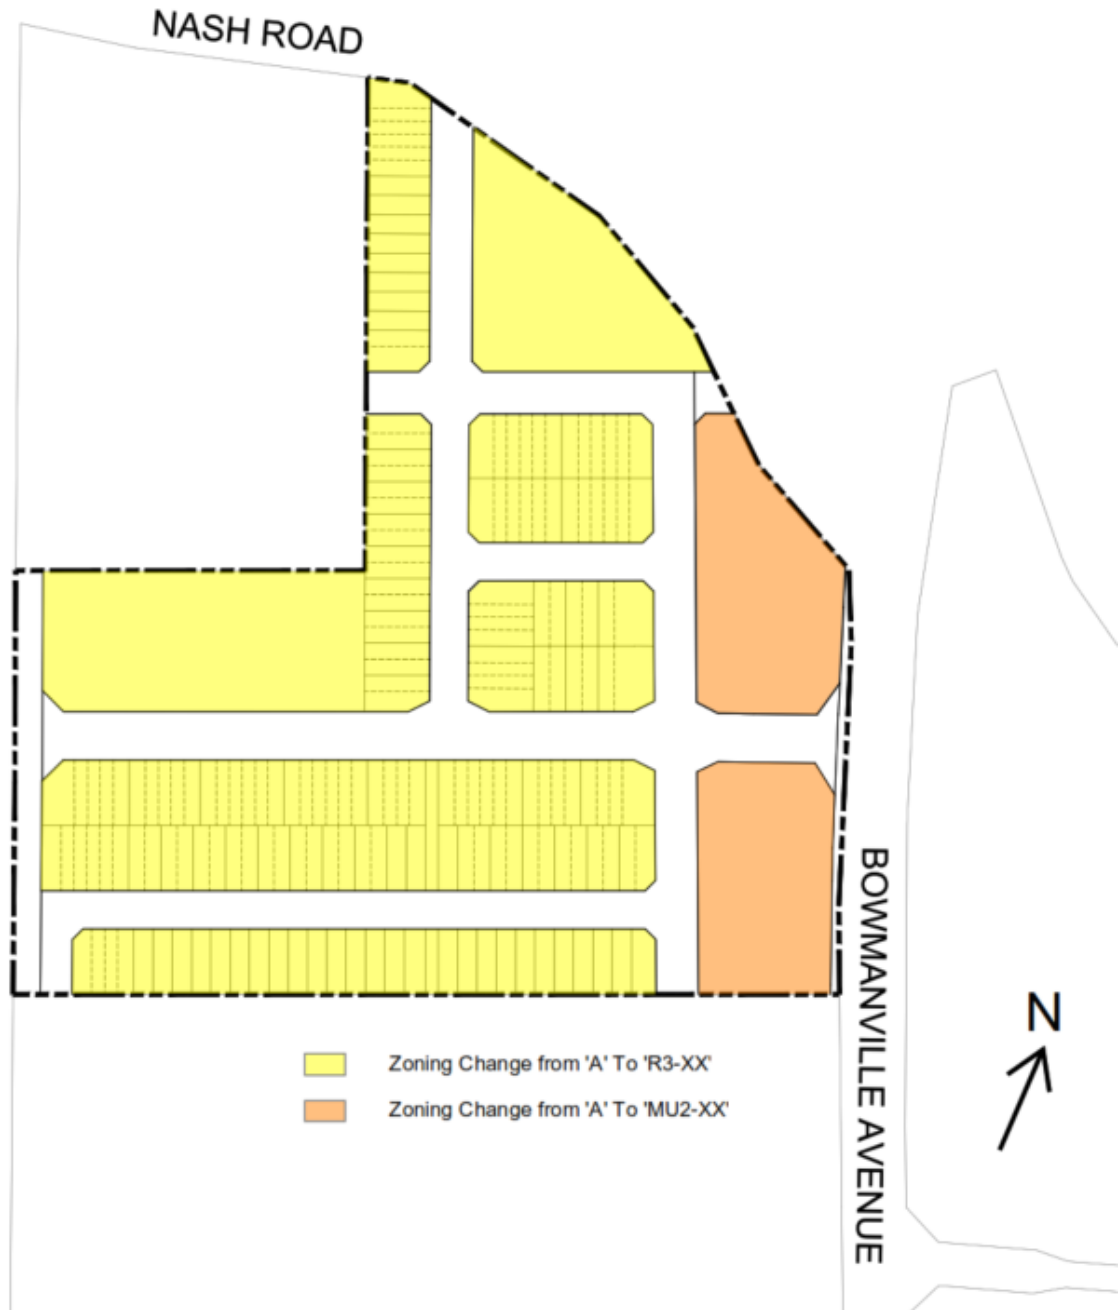 NASH ROAD
BOWMANVILLE AVENUE
N
Zoning Change from 'A' To 'R3-XX'
Zoning Change from 'A' To 'MU2-XX'